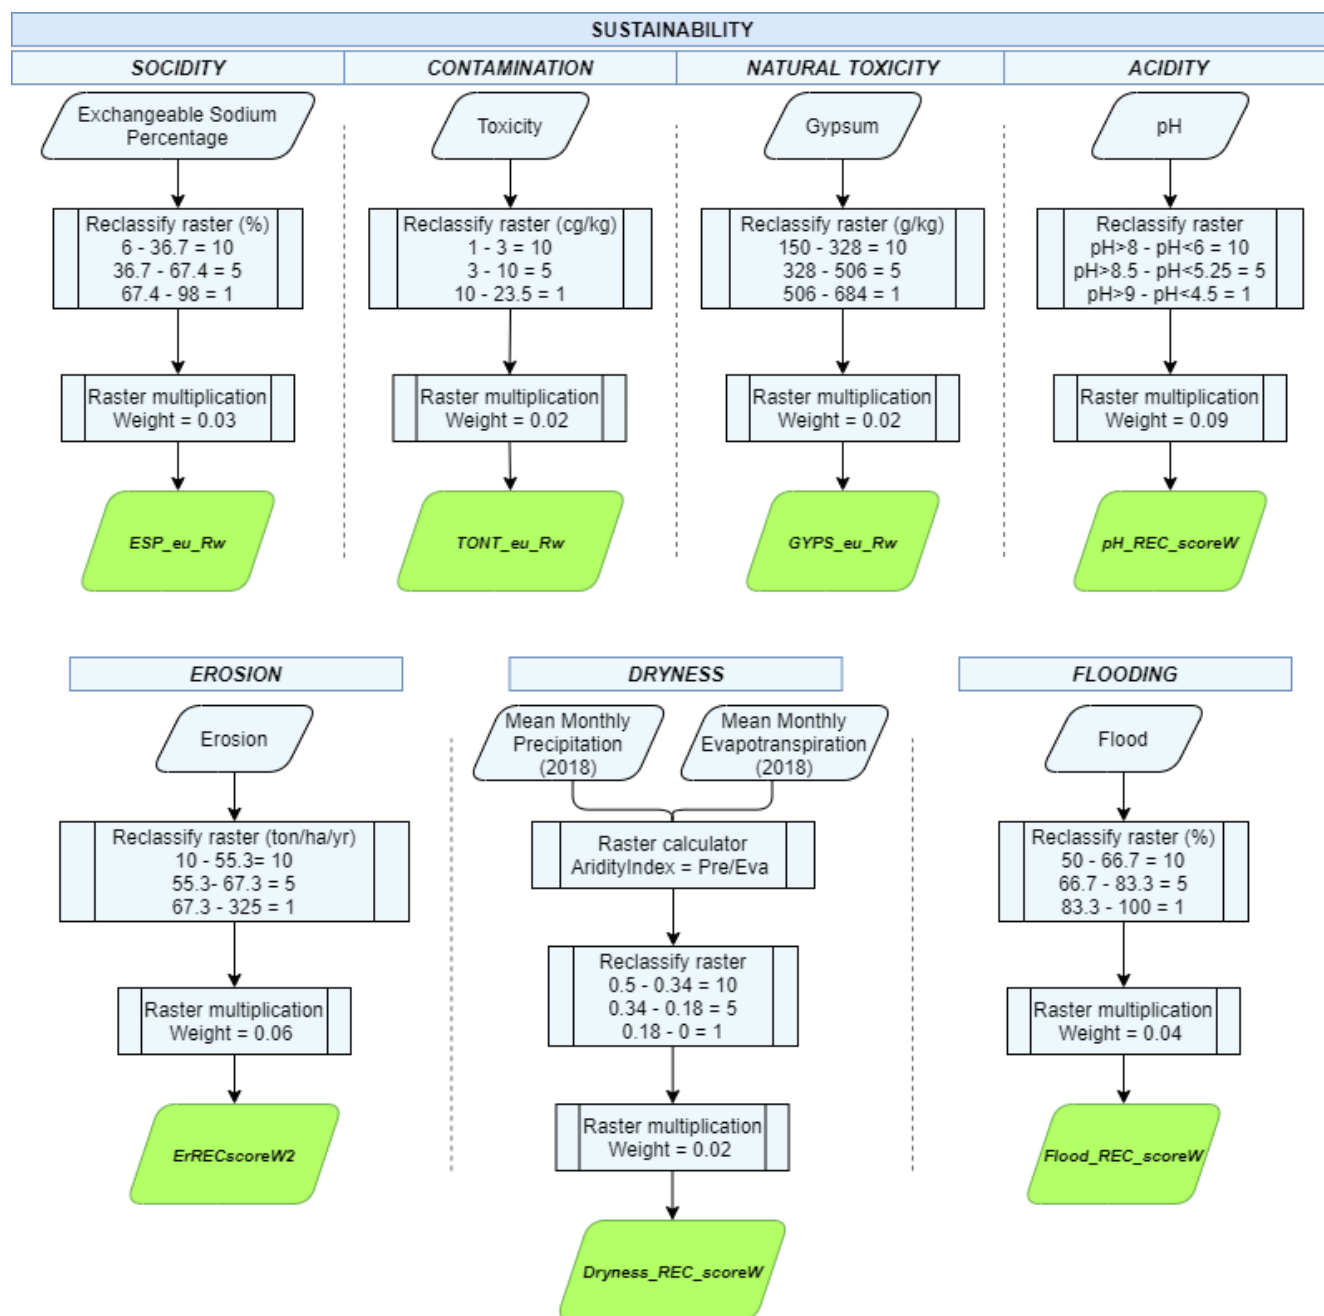 SUSTAINABILITY
SOCIDITY
CONTAMINATION
NATURAL TOXICITY
ACIDITY
Exchangeable Sodium
Percentage
Toxicity
Gypsum
pH
Reclassify raster (%)
6 - 36.7 = 10
36.7 - 67.4 = 5
67.4 - 98 = 1
Reclassify raster (cg/kg)
1 - 3 = 10
3 - 10 = 5
10 - 23.5 = 1
Reclassify raster (g/kg)
150 - 328 = 10
328 - 506 = 5
506 - 684 = 1
Reclassify raster
pH>8 - pH<6 = 10
pH>8.5 - pH<5.25 = 5
pH>9 - pH<4.5 = 1
Raster multiplication
Weight = 0.03
Raster multiplication
Weight = 0.02
Raster multiplication
Weight = 0.02
Raster multiplication
Weight = 0.09
ESP_eu_Rw
TONT_eu_Rw
GYPS_eu_Rw
pH_REC_scoreW
EROSION
DRYNESS
FLOODING
Erosion
Mean Monthly
Precipitation
(2018)
Mean Monthly
Evapotranspiration
(2018)
Flood
Reclassify raster (ton/ha/yr)
10 - 55.3= 10
55.3- 67.3 = 5
67.3 - 325 = 1
Raster calculator
AridityIndex = Pre/Eva
Reclassify raster (%)
50 - 66.7 = 10
66.7 - 83.3 = 5
83.3 - 100 = 1
Reclassify raster
0.5 - 0.34 = 10
0.34 - 0.18 = 5
0.18 - 0 = 1
Raster multiplication
Weight = 0.06
Raster multiplication
Weight = 0.04
Raster multiplication
Weight = 0.02
ErRECscoreW2
Flood_REC_scoreW
Dryness_REC_scoreW